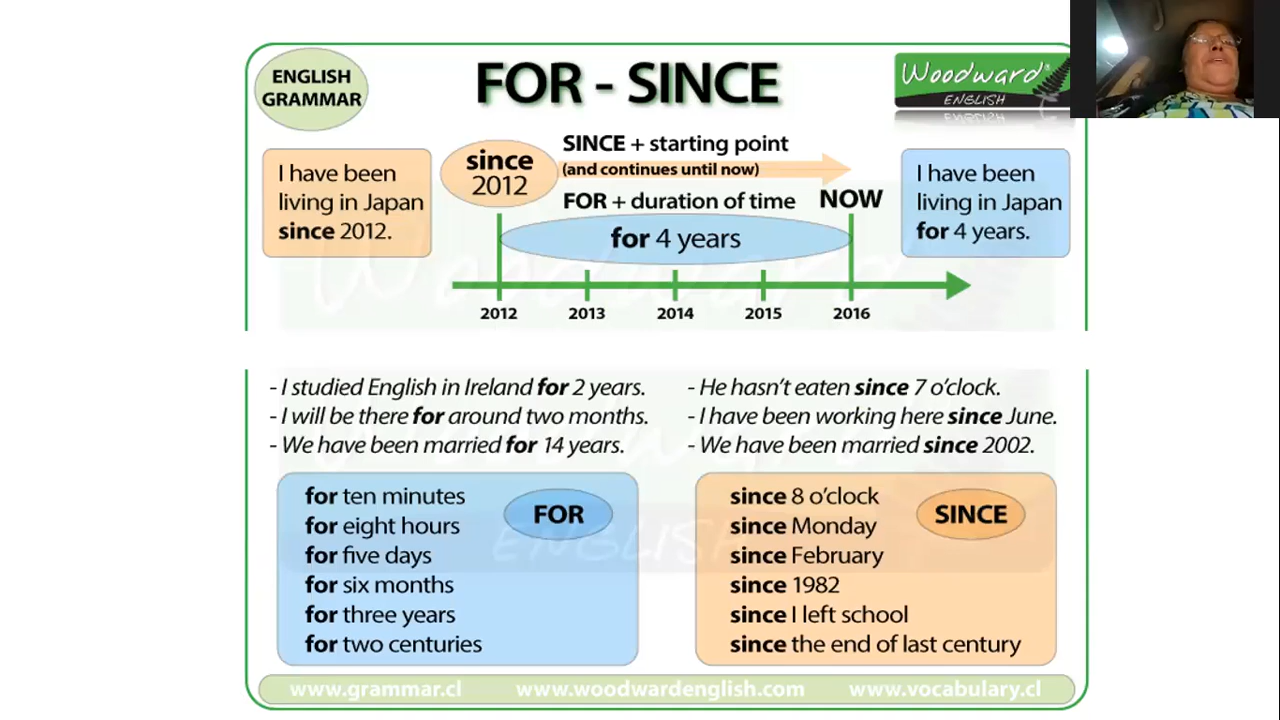 ENGLISH
GRAMMAR
FOR - SINCE
Woodward®
ENGLISH
I have been
living in Japan
since 2012.
since
2012
SINCE + starting point
(and continues until now)
FOR + duration of time
NOW
for 4 years
I have been
living in Japan
for 4 years.
2012 2013 2014 2015 2016
- I studied English in Ireland for 2 years.
- I will be there for around two months.
- We have been married for 14 years.
- He hasn't eaten since 7 o'clock.
- I have been working here since June.
- We have been married since 2002.
FOR
for ten minutes
for eight hours
for five days
for six months
for three years
for two centuries
SINCE
since 8 o'clock
since Monday
since February
since 1982
since I left school
since the end of last century
www.grammar.cl www.woodwardenglish.com www.vocabulary.cl